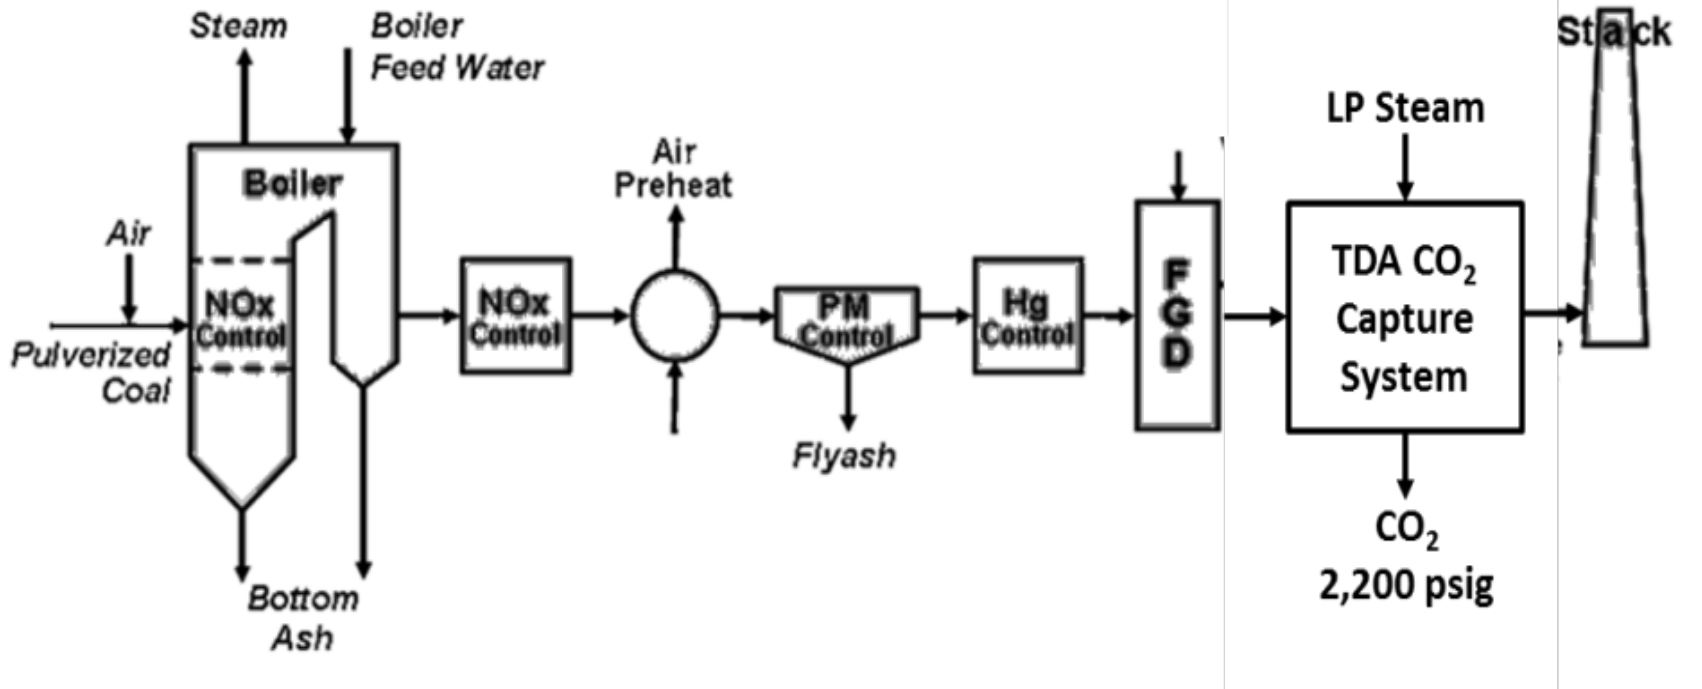 Steam
Boiler
Feed Water
Stack
LP Steam
Air
Preheat
Boiler
Air
NOx
Control
Pulverized
Coal
NOx
Control
PM
Control
Hg
Control
F
G
D
TDA CO₂
Capture
System
Flyash
CO₂
2,200 psig
Bottom
Ash